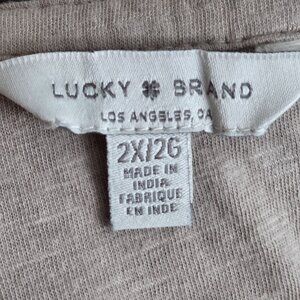 LUCKY BRAND
LOS ANGELES, CA
2X/2G
MADE IN
INDIA
FABRIQUE
EN INDE